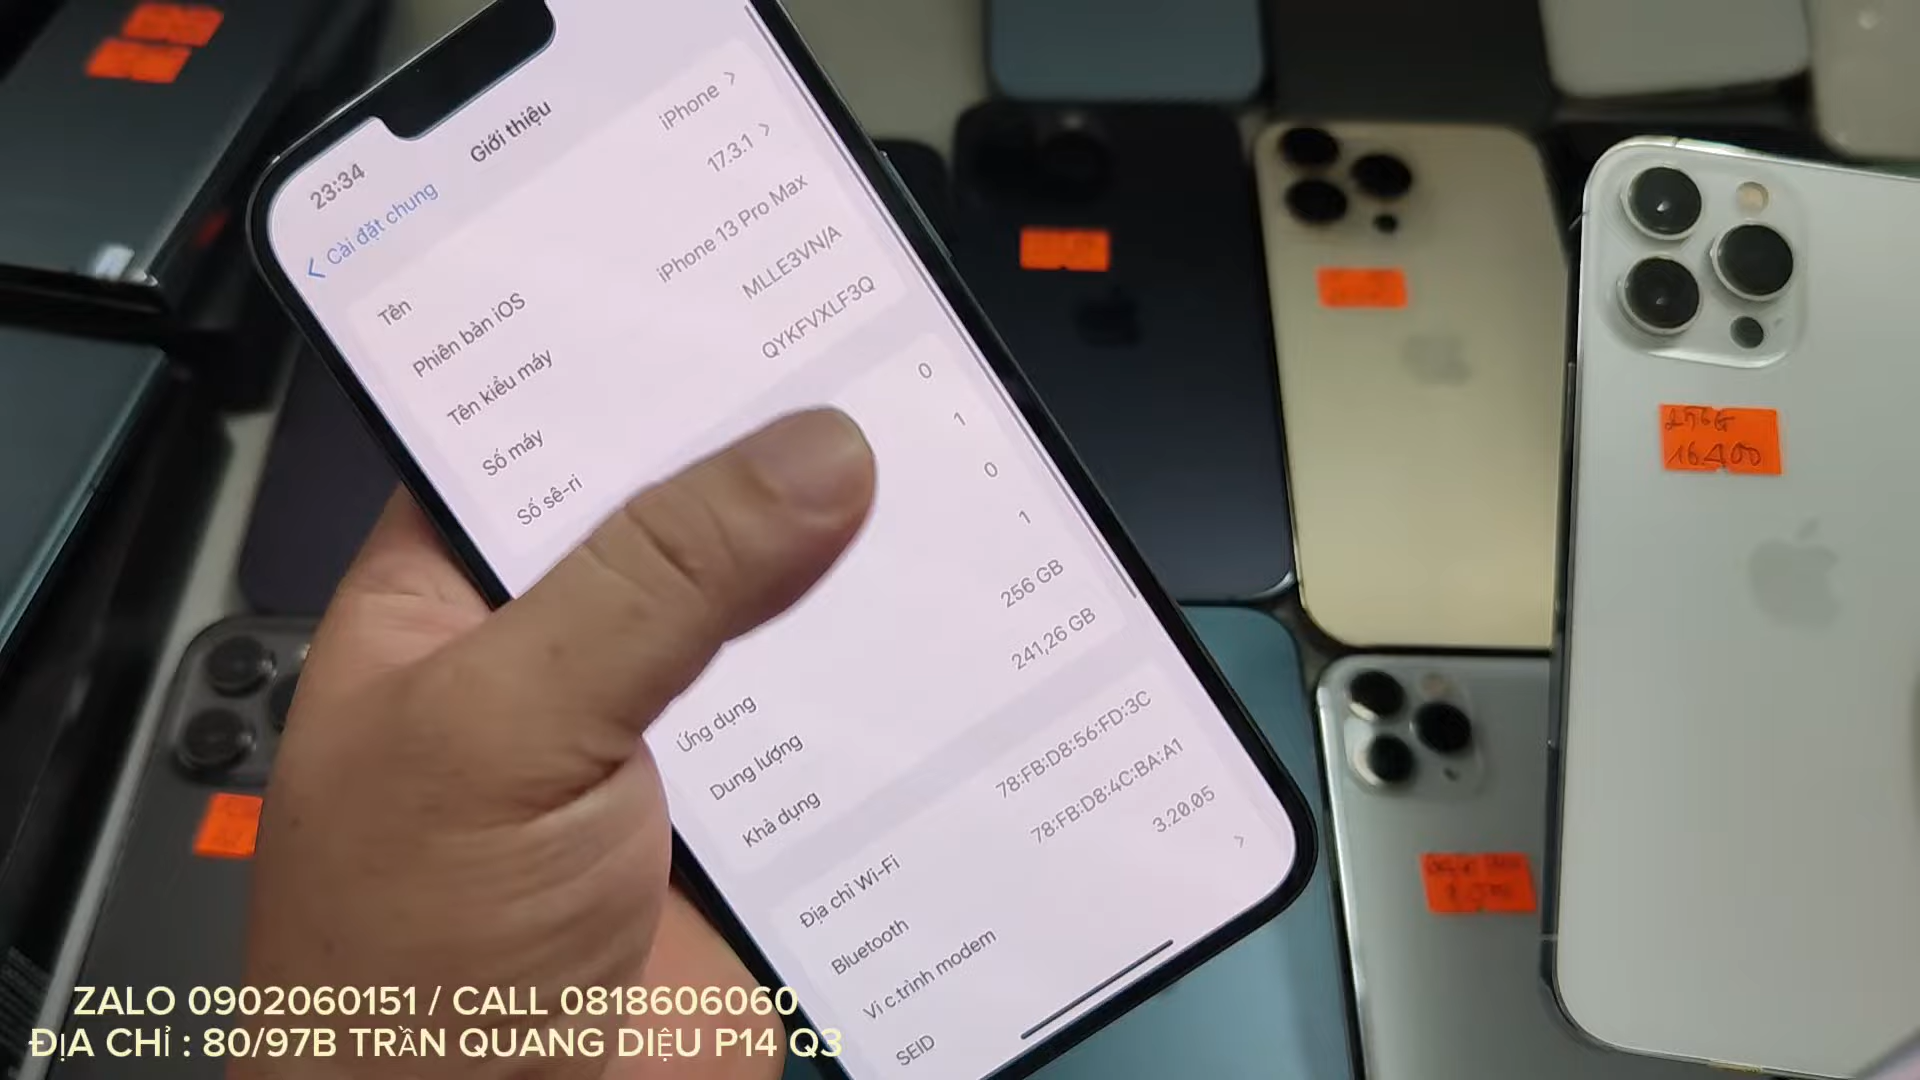 23:34
Cài đặt chung
Giới thiệu
Tên
iPhone
Phiên bản iOS
17.3.1
Tên kiểu máy
iPhone 13 Pro Max
Số máy
MLLE3VN/A
Số sê-ri
QYKFVXLF3Q
0
1
0
Ứng dụng
1
Dung lượng
256 GB
Khả dụng
241,26 GB
Địa chỉ Wi-Fi
78:FB:D8:56:FD:3C
Bluetooth
78:FB:D8:4C:BA:A1
Vi c.trình modem
3.20.05
SEID
256G
16.400
ZALO 0902060151 / CALL 0818606060
ĐỊA CHỈ : 80/97B TRẦN QUANG DIỆU P14 Q3